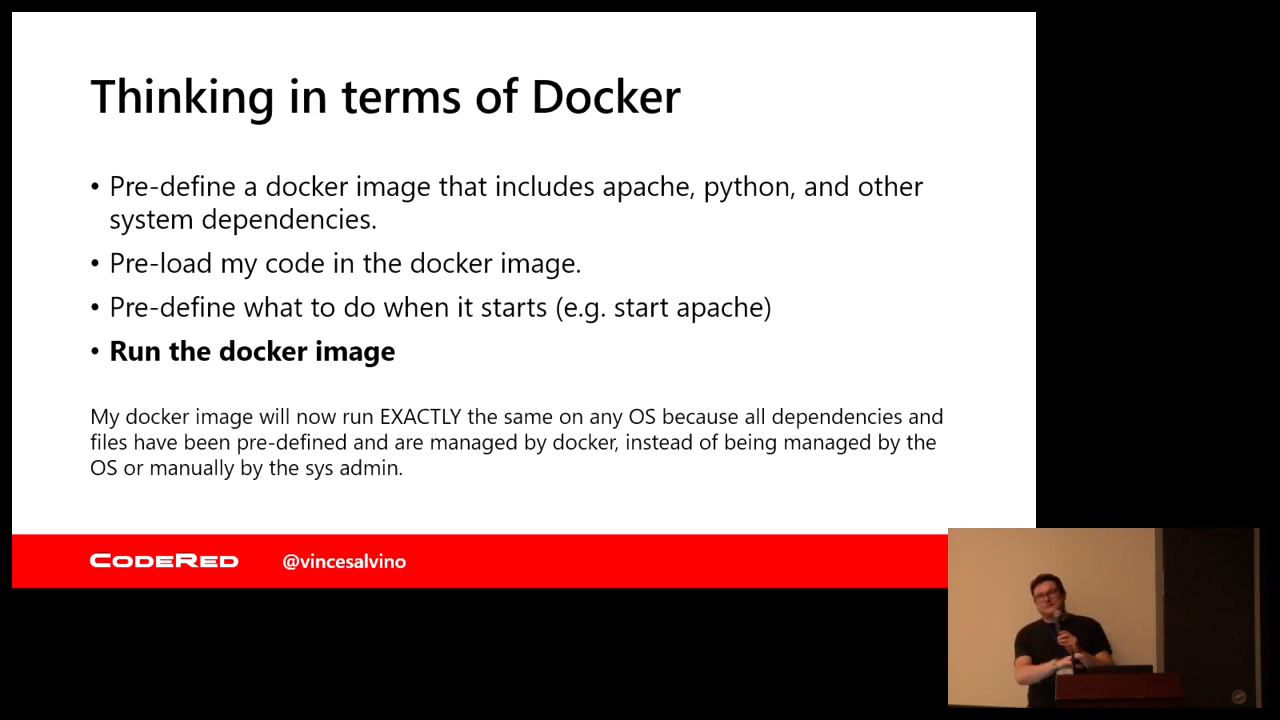 Thinking in terms of Docker
• Pre-define a docker image that includes apache, python, and other
system dependencies.
• Pre-load my code in the docker image.
• Pre-define what to do when it starts (e.g. start apache)
• Run the docker image
My docker image will now run EXACTLY the same on any OS because all dependencies and
files have been pre-defined and are managed by docker, instead of being managed by the
OS or manually by the sys admin.
CODERED @vincesalvino